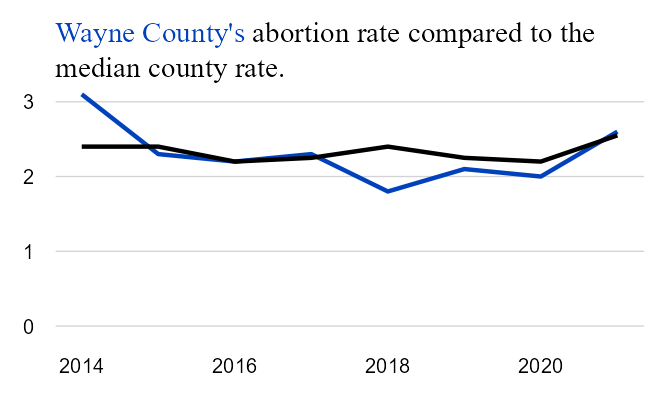 Wayne County's abortion rate compared to the
median county rate.
3
2
1
0
2014 2016 2018 2020